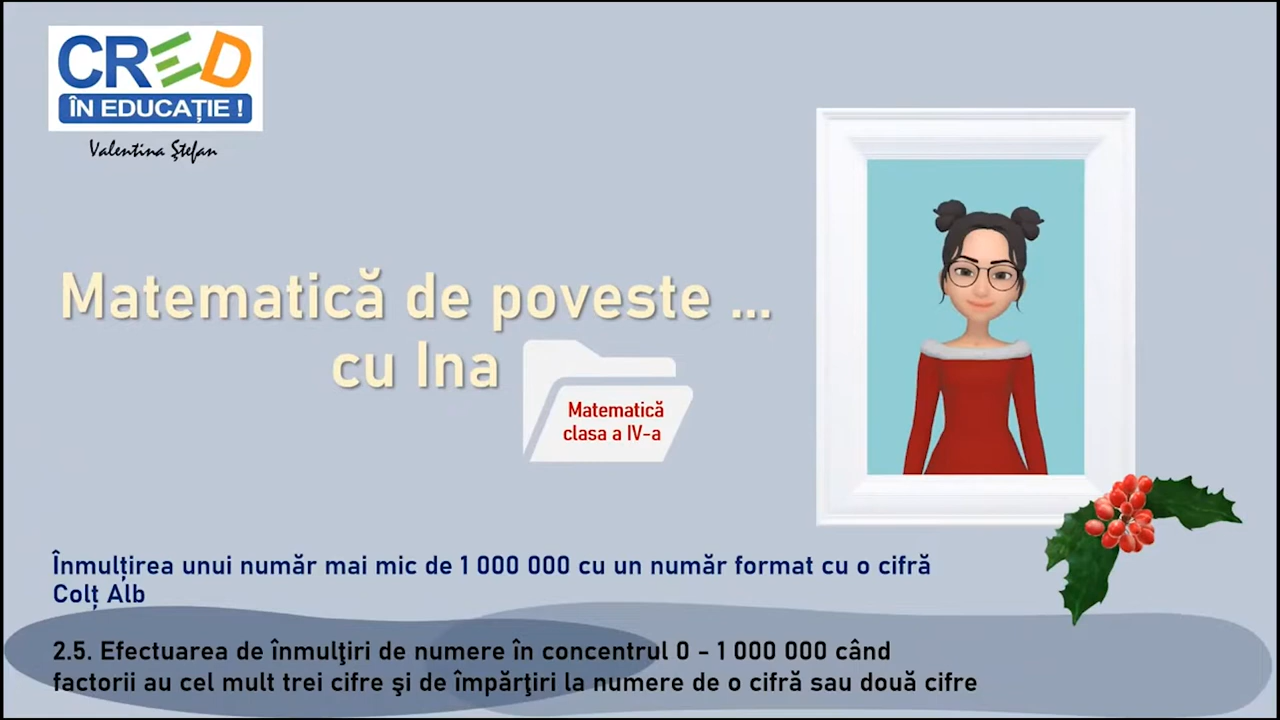 CRED
ÎN EDUCAȚIE !
Valentina Ştefan
Matematică de poveste ...
cu Ina
Matematică
clasa a IV-a
Înmulțirea unui număr mai mic de 1 000 000 cu un număr format cu o cifră
Colț Alb
2.5. Efectuarea de înmulţiri de numere în concentrul 0 - 1 000 000 când
factorii au cel mult trei cifre şi de împărţiri la numere de o cifră sau două cifre